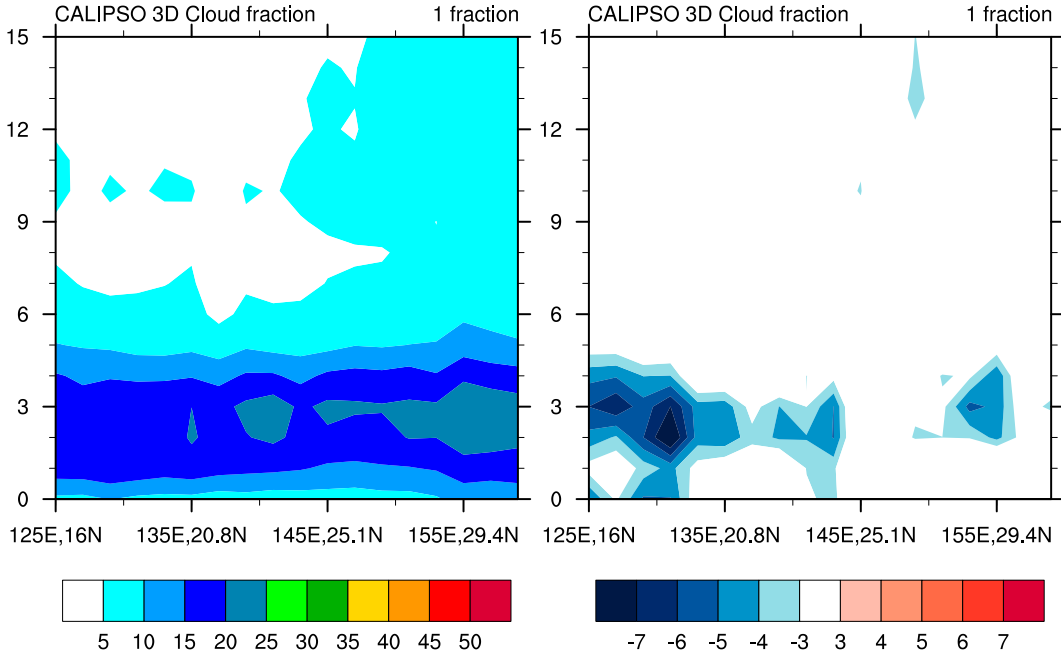 CALIPSO 3D Cloud fraction 1 fraction CALIPSO 3D Cloud fraction 1 fraction
15 15
12 12
9 9
6 6
3 3
0 0
125E,16N 135E,20.8N 145E,25.1N 155E,29.4N 125E,16N 135E,20.8N 145E,25.1N 155E,29.4N
5 10 15 20 25 30 35 40 45 50 -7 -6 -5 -4 -3 3 4 5 6 7